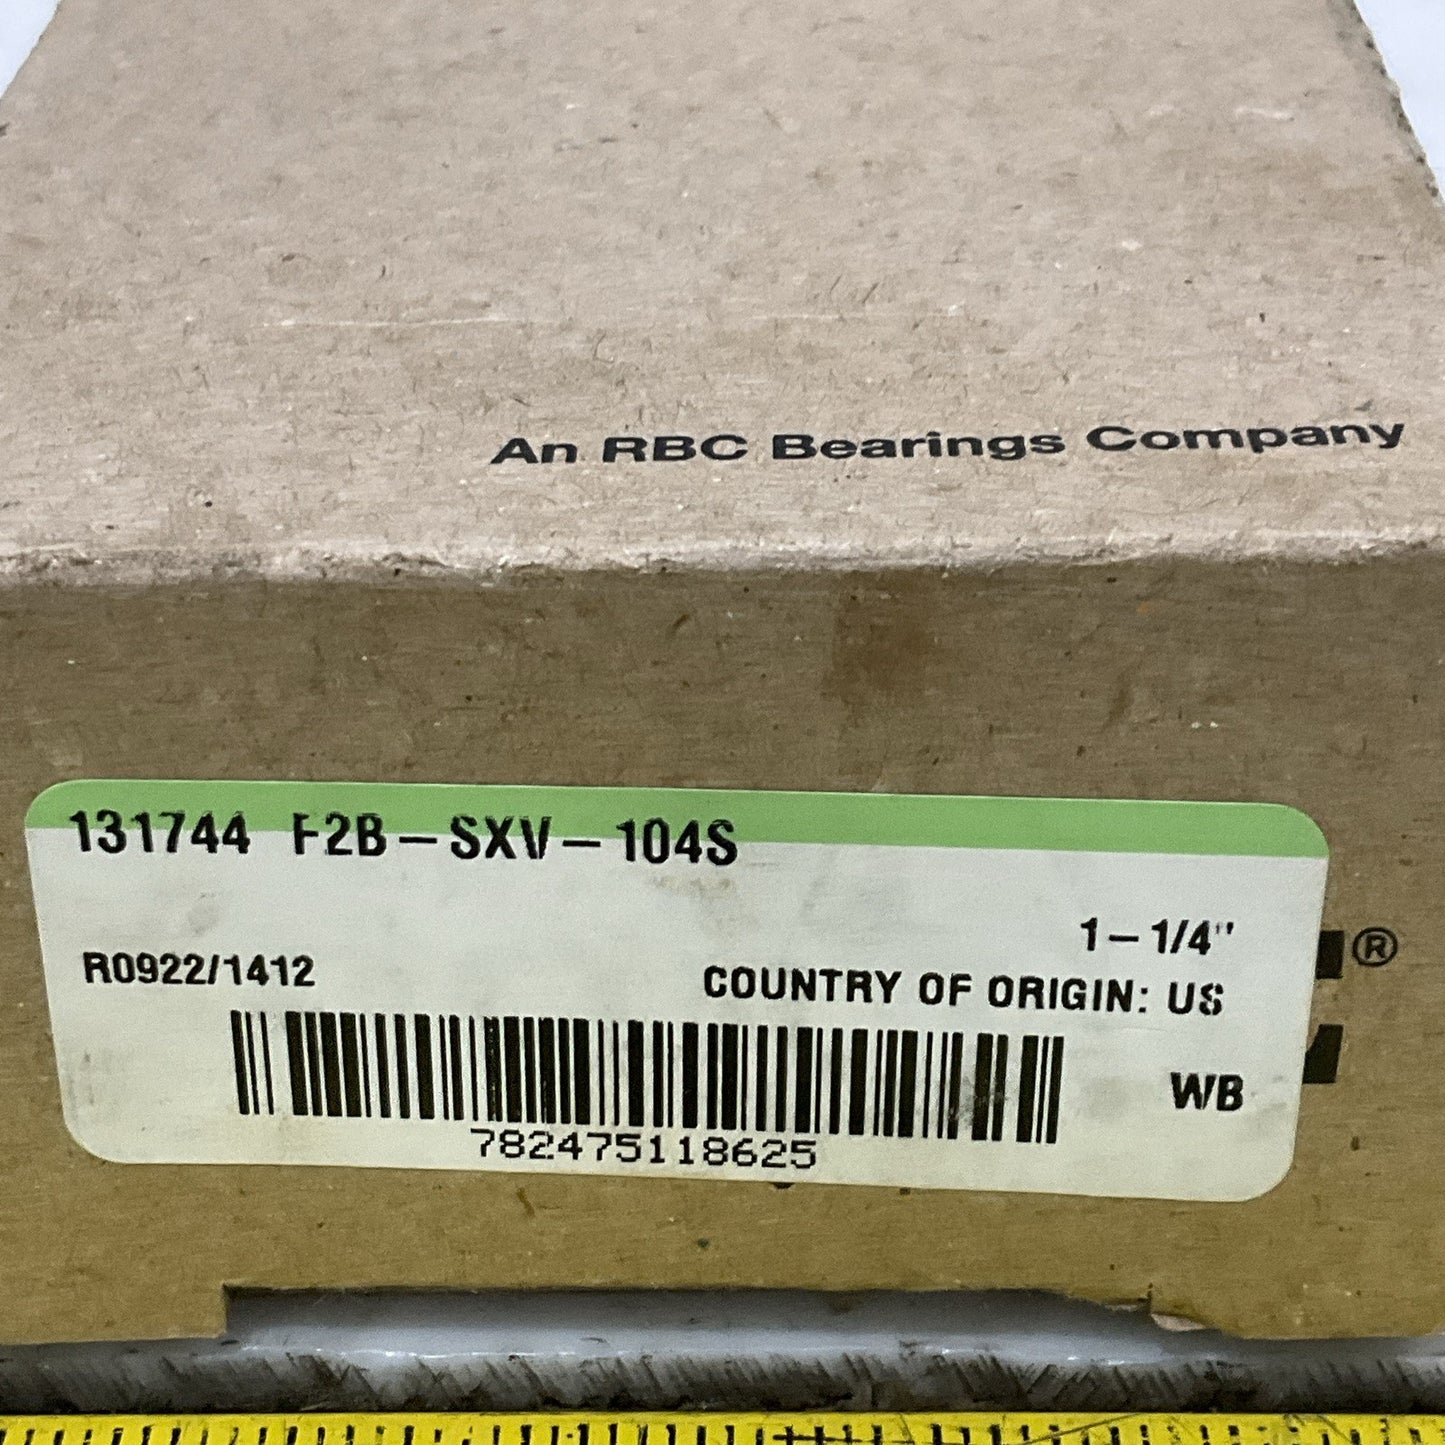 An RBC Bearings Company
131744 F2B-SXV-104S
1-1/4"
R0922/1412
COUNTRY OF ORIGIN: US
®
WB
782475118625